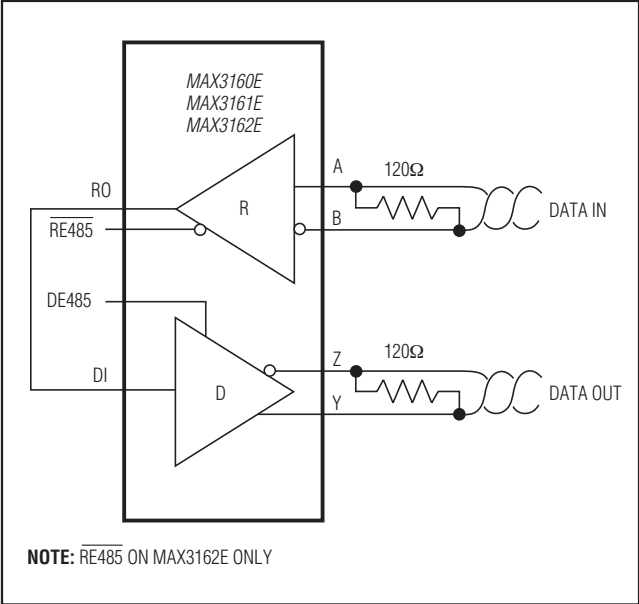 MAX3160E
MAX3161E
MAX3162E
A
120Ω
RO
R
B
DATA IN
RE485
DE485
Z
120Ω
DI
D
Y
DATA OUT
NOTE: RE485 ON MAX3162E ONLY